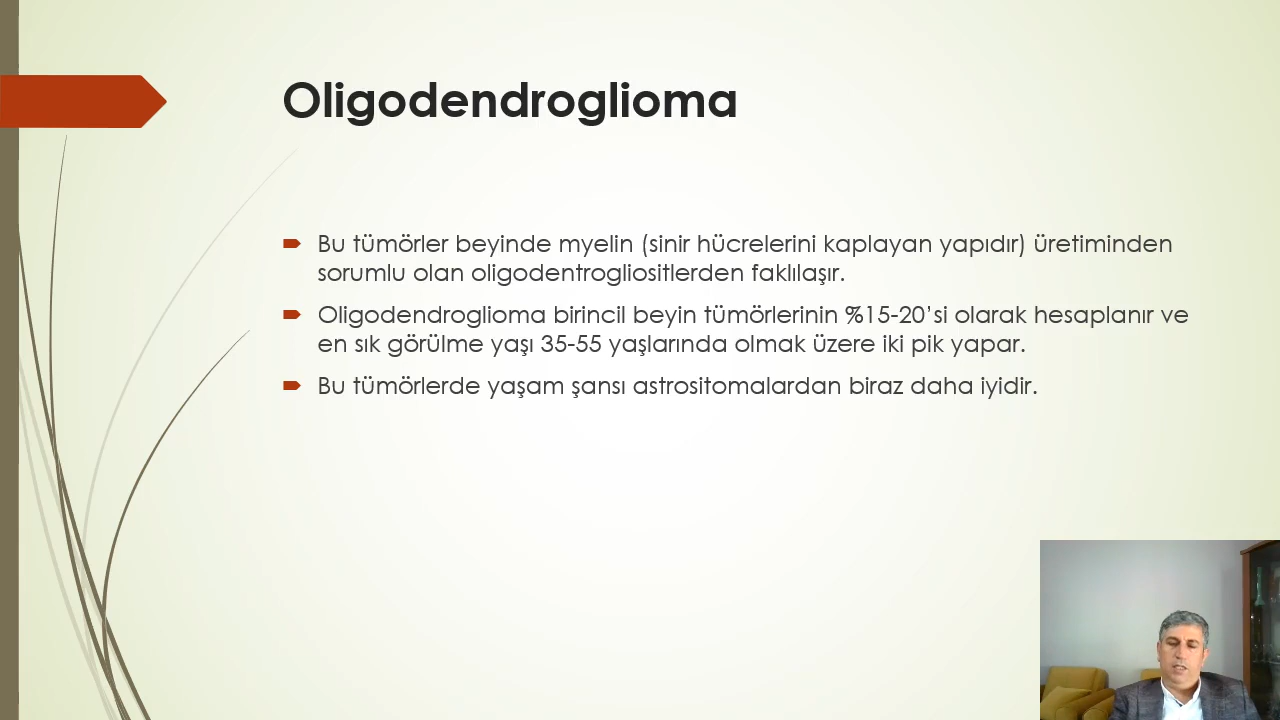 Oligodendroglioma
Bu tümörler beyinde myelin (sinir hücrelerini kaplayan yapıdır) üretiminden
sorumlu olan oligodentrogliositlerden faklılaşır.
Oligodendroglioma birincil beyin tümörlerinin %15-20’si olarak hesaplanır ve
en sık görülme yaşı 35-55 yaşlarında olmak üzere iki pik yapar.
Bu tümörlerde yaşam şansı astrositomalardan biraz daha iyidir.